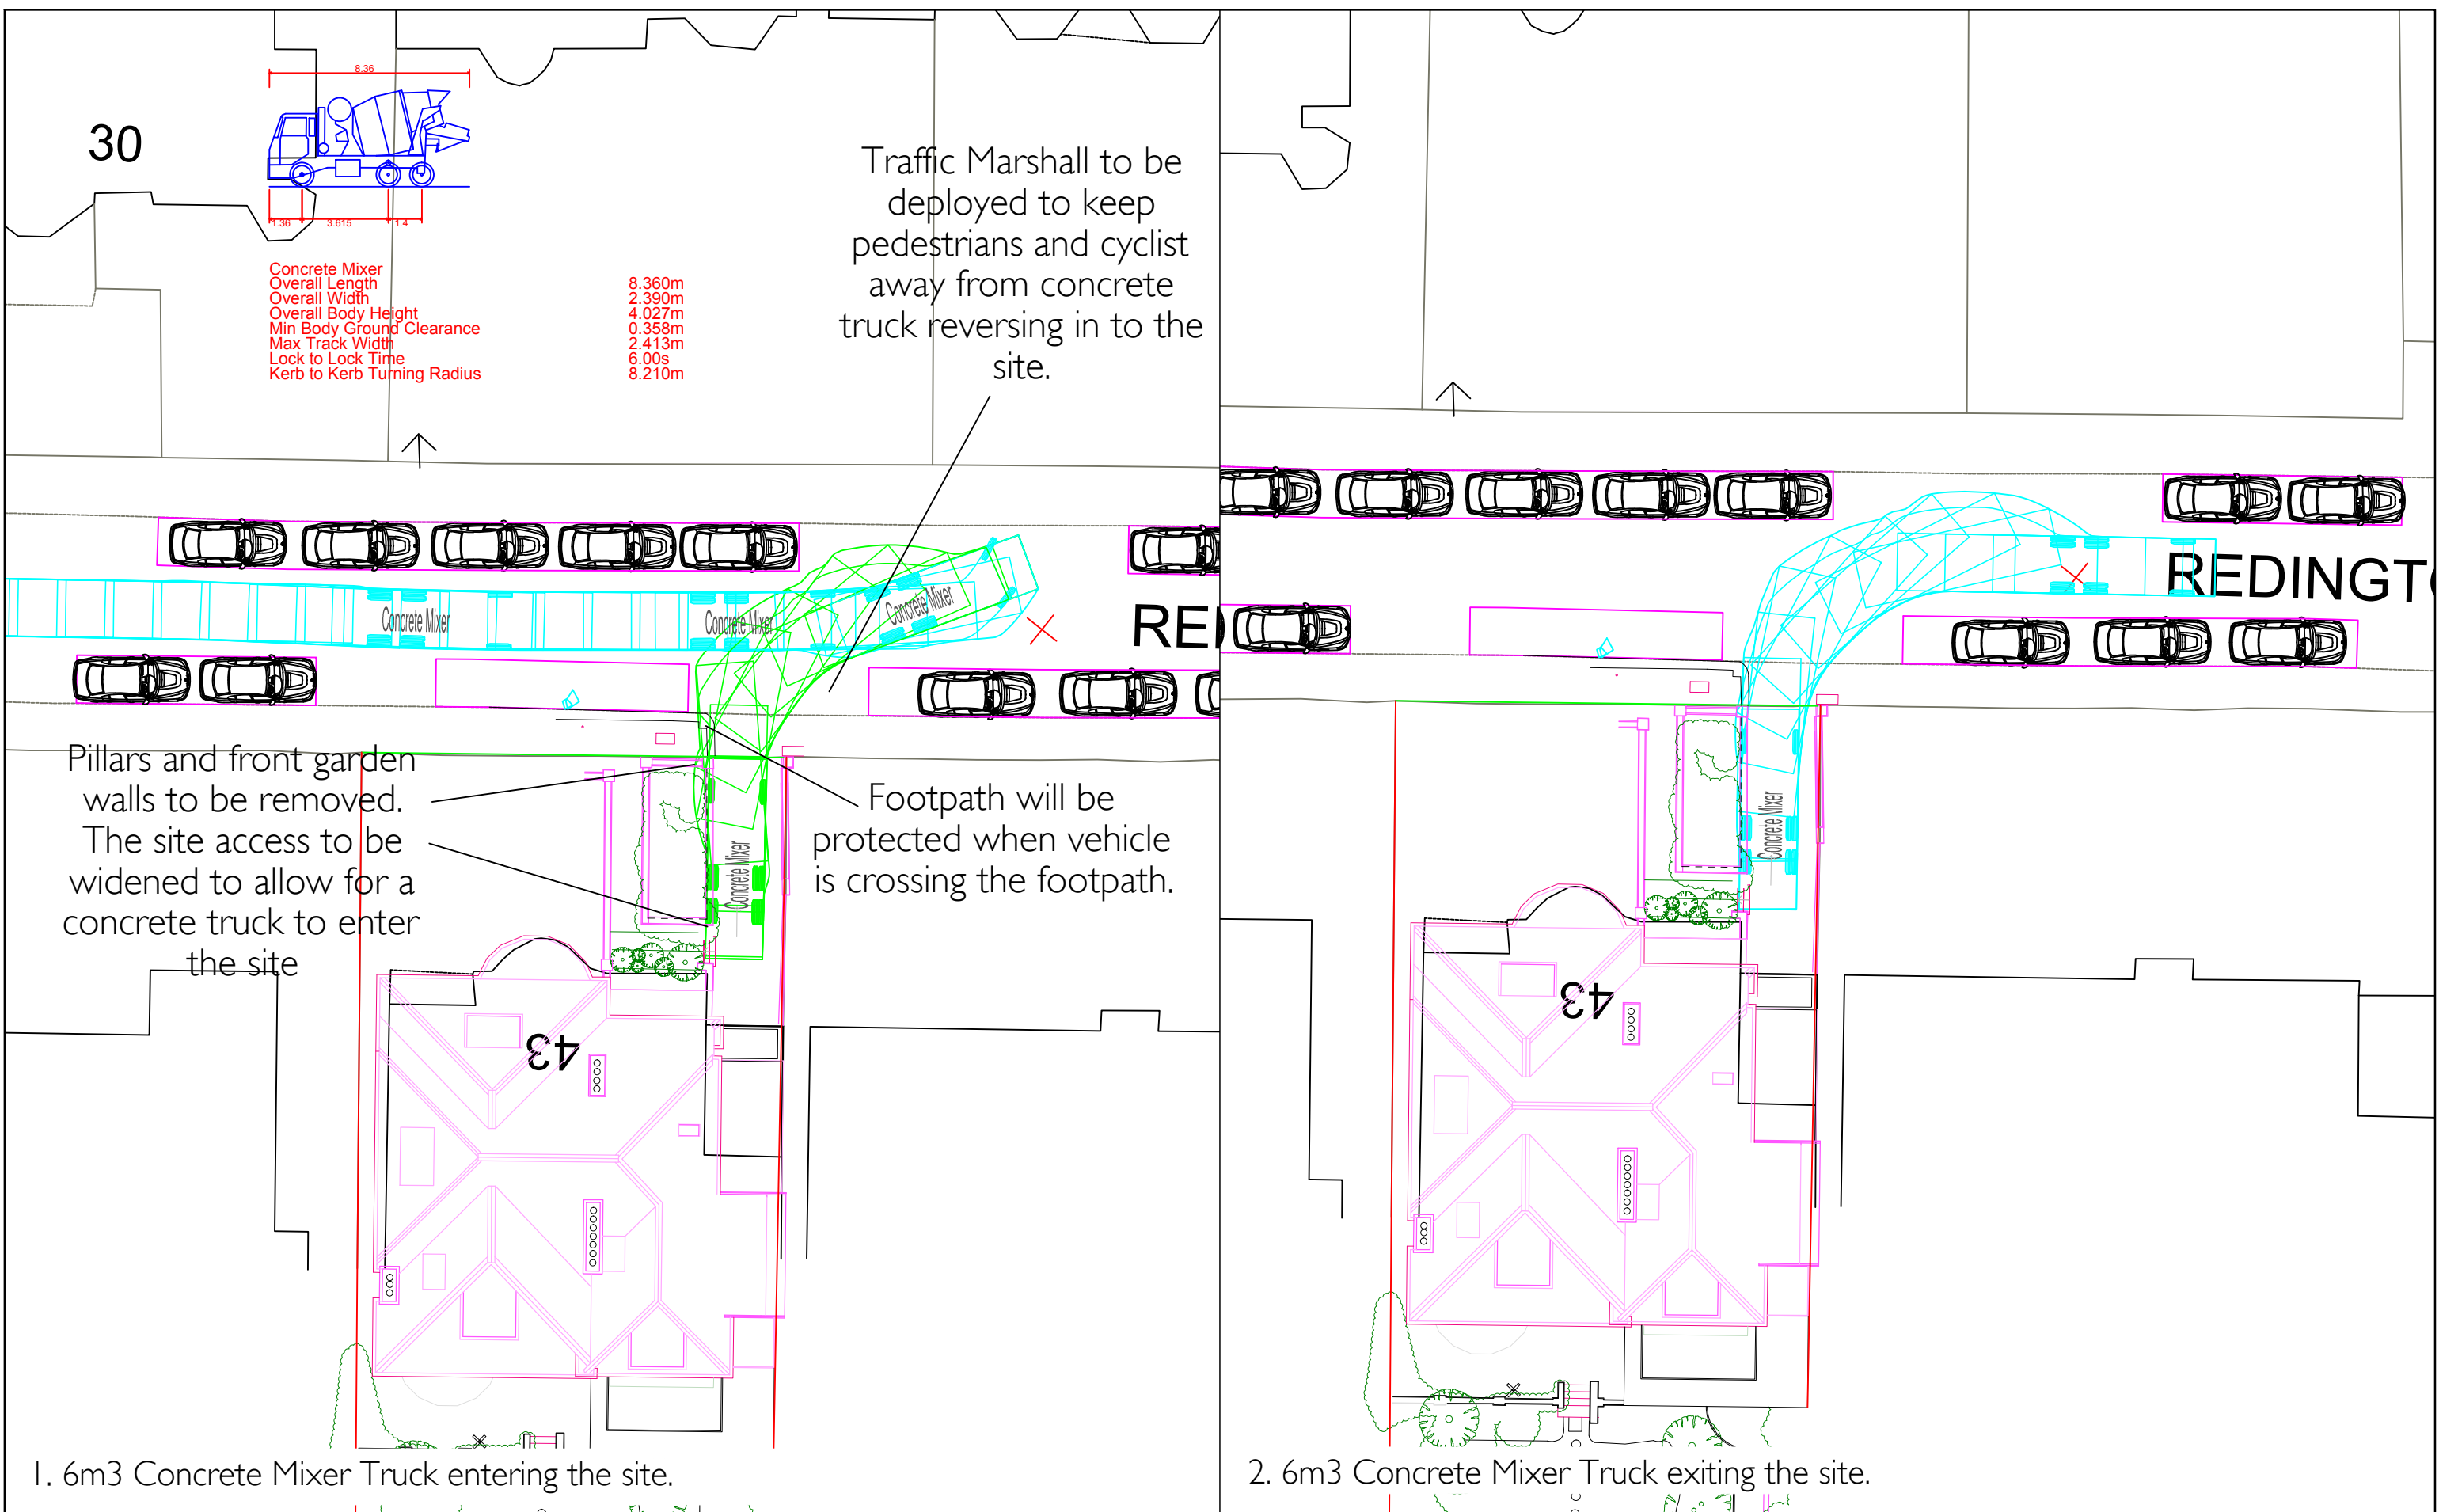 30
8.36
1.36 3.615 1.4
Concrete Mixer
Overall Length 8.360m
Overall Width 2.390m
Overall Body Height 4.027m
Min Body Ground Clearance 0.358m
Max Track Width 2.413m
Lock to Lock Time 6.00s
Kerb to Kerb Turning Radius 8.210m
Traffic Marshall to be
deployed to keep
pedestrians and cyclist
away from concrete
truck reversing in to the
site.
Concrete Mixer
Concrete Mixer
Concrete Mixer
RE
Pillars and front garden
walls to be removed.
The site access to be
widened to allow for a
concrete truck to enter
the site
Footpath will be
protected when vehicle
is crossing the footpath.
Concrete Mixer
43
1. 6m3 Concrete Mixer Truck entering the site.
REDINGT
Concrete Mixer
43
2. 6m3 Concrete Mixer Truck exiting the site.